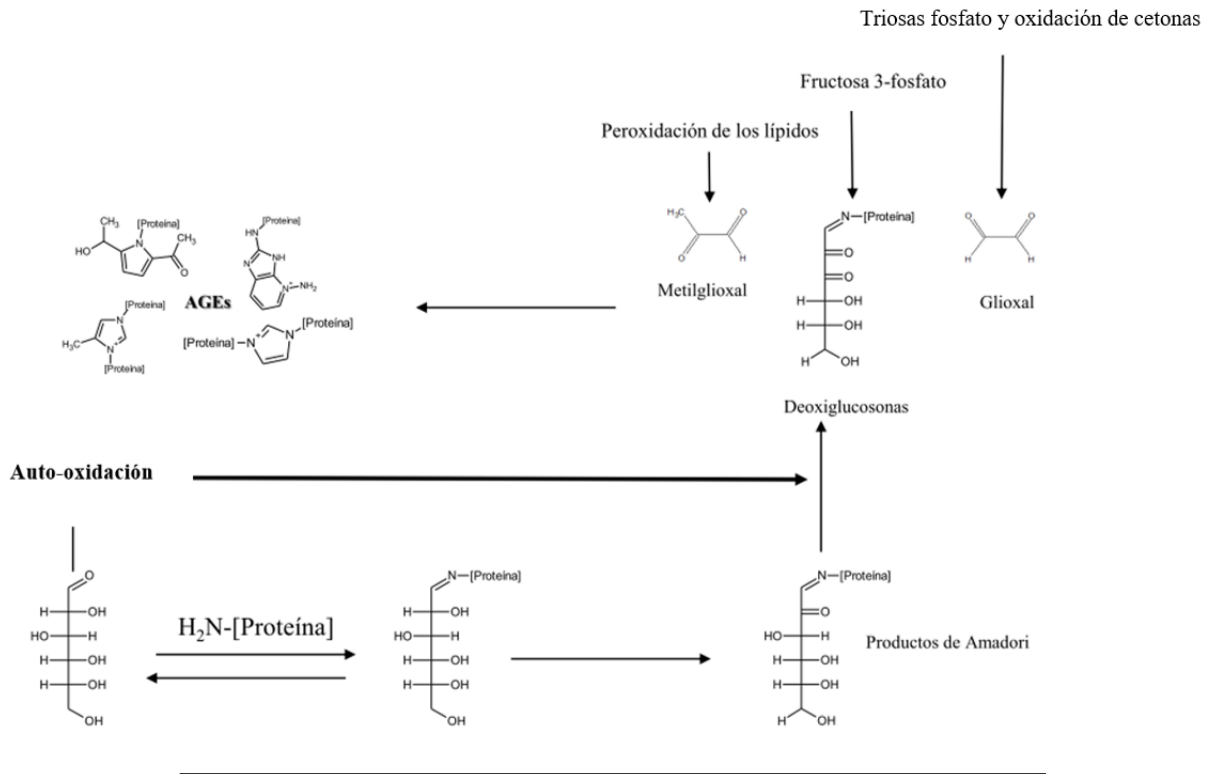 Triosas fosfato y oxidación de cetonas
Fructosa 3-fosfato
Peroxidación de los lípidos
H₃C
O
O
H
Metilglioxal
N—[Proteína]
O
O
H
OH
H
OH
H
OH
Deoxiglucosonas
O
O
H
H
Glioxal
CH₃
[Proteína]
HO
N
CH₃
O
[Proteína]
HN
N
NH
N⁺—NH₂
AGEs
[Proteína]
N
H₃C
N⁺
[Proteína]
[Proteína]—N⁺
N
[Proteína]
Auto-oxidación
O
H
OH
HO
H
H
OH
H
OH
OH
H₂N-[Proteína]
N—[Proteína]
H
OH
HO
H
H
OH
H
OH
OH
N—[Proteína]
O
HO
H
H
OH
H
OH
H
OH
Productos de Amadori